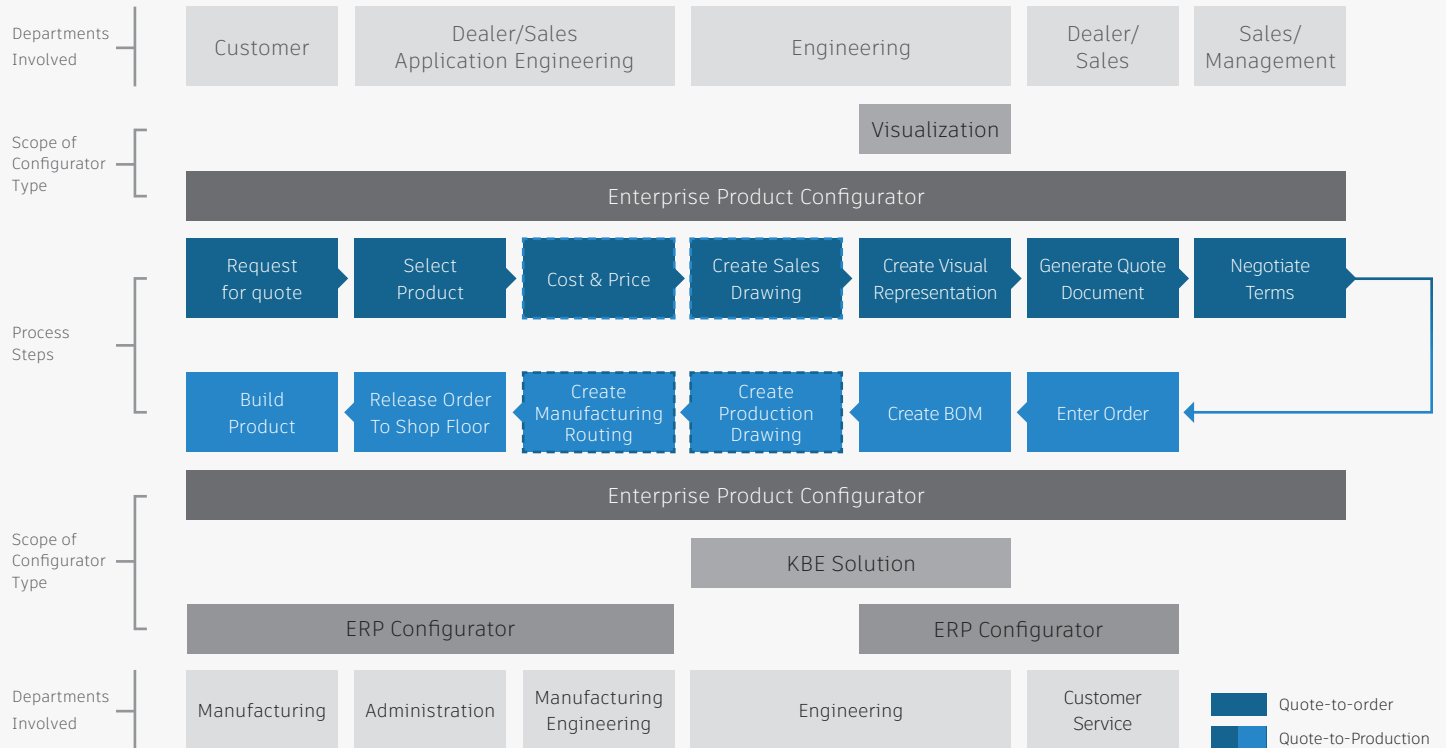 Departments
Involved
Customer
Dealer/Sales
Application Engineering
Engineering
Dealer/
Sales
Sales/
Management
Scope of
Configurator
Type
Visualization
Enterprise Product Configurator
Process
Steps
Request
for quote
Select
Product
Cost & Price
Create Sales
Drawing
Create Visual
Representation
Generate Quote
Document
Negotiate
Terms
Build
Product
Release Order
To Shop Floor
Create
Manufacturing
Routing
Create
Production
Drawing
Create BOM
Enter Order
Scope of
Configurator
Type
Enterprise Product Configurator
KBE Solution
ERP Configurator
ERP Configurator
Departments
Involved
Manufacturing
Administration
Manufacturing
Engineering
Engineering
Customer
Service
Quote-to-order
Quote-to-Production